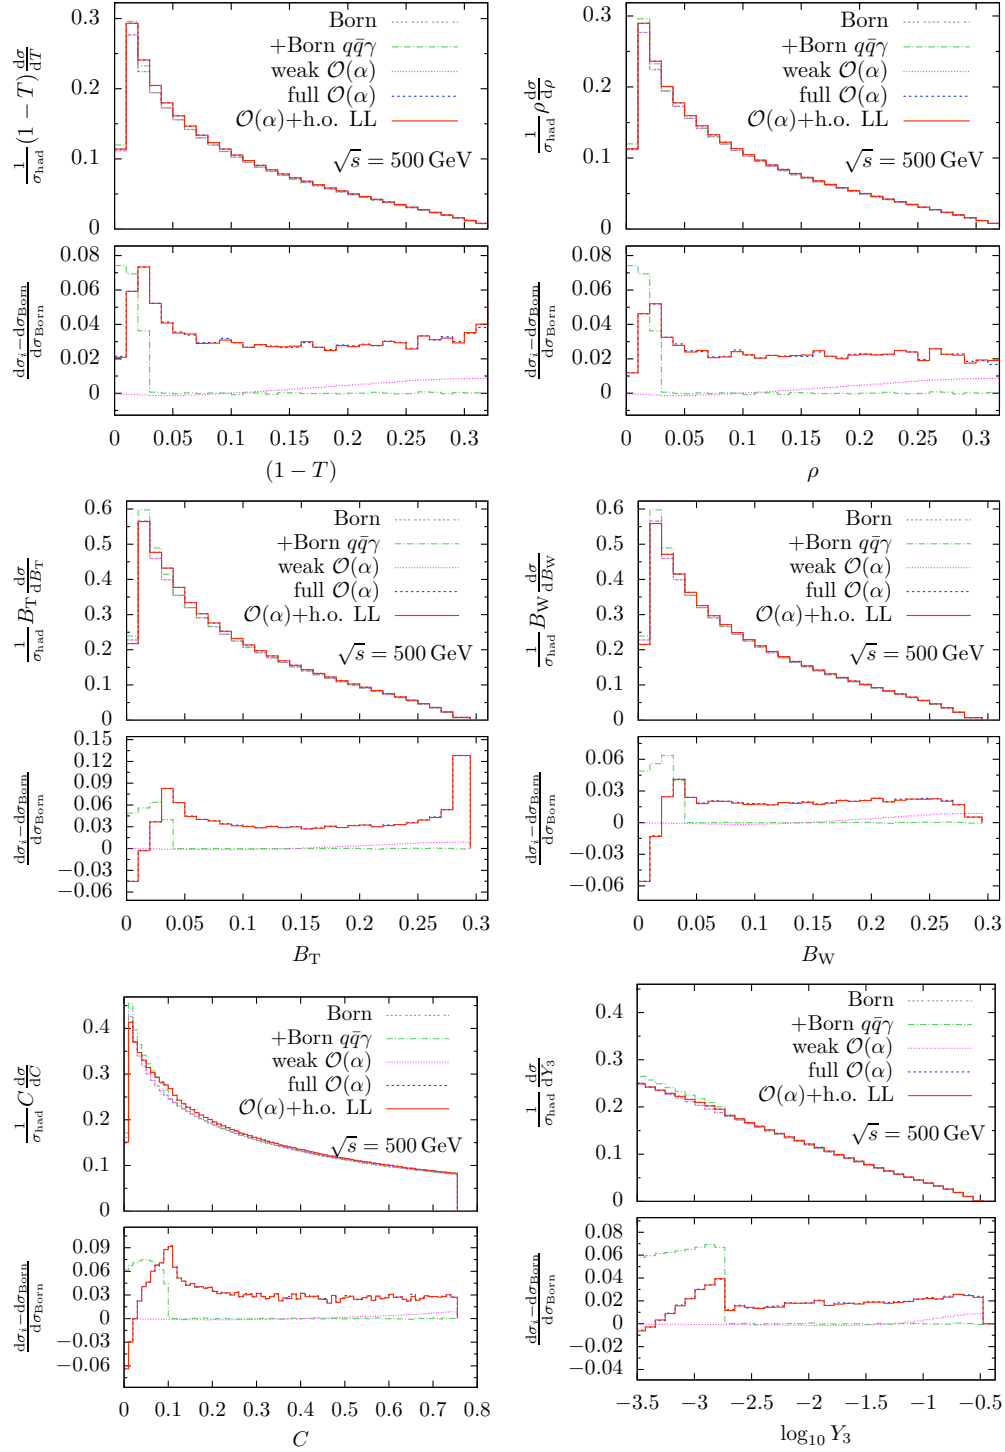 1/σ_had (1 − T) dσ/dT
0.3
0.2
0.1
0
Born
+Born qq̄γ
weak 𝒪(α)
full 𝒪(α)
𝒪(α)+h.o. LL
√s = 500 GeV
dσ_i−dσ_Born/dσ_Born
0.08
0.06
0.04
0.02
0
0 0.05 0.1 0.15 0.2 0.25 0.3
(1 − T)
1/σ_had ρ dσ/dρ
0.3
0.2
0.1
0
Born
+Born qq̄γ
weak 𝒪(α)
full 𝒪(α)
𝒪(α)+h.o. LL
√s = 500 GeV
dσ_i−dσ_Born/dσ_Born
0.08
0.06
0.04
0.02
0
0 0.05 0.1 0.15 0.2 0.25 0.3
ρ
1/σ_had B_T dσ/dB_T
0.6
0.5
0.4
0.3
0.2
0.1
0
Born
+Born qq̄γ
weak 𝒪(α)
full 𝒪(α)
𝒪(α)+h.o. LL
√s = 500 GeV
dσ_i−dσ_Born/dσ_Born
0.15
0.12
0.09
0.06
0.03
0
−0.03
−0.06
0 0.05 0.1 0.15 0.2 0.25 0.3
B_T
1/σ_had B_W dσ/dB_W
0.6
0.5
0.4
0.3
0.2
0.1
0
Born
+Born qq̄γ
weak 𝒪(α)
full 𝒪(α)
𝒪(α)+h.o. LL
√s = 500 GeV
dσ_i−dσ_Born/dσ_Born
0.06
0.03
0
−0.03
−0.06
0 0.05 0.1 0.15 0.2 0.25 0.3
B_W
1/σ_had C dσ/dC
0.4
0.3
0.2
0.1
0
Born
+Born qq̄γ
weak 𝒪(α)
full 𝒪(α)
𝒪(α)+h.o. LL
√s = 500 GeV
dσ_i−dσ_Born/dσ_Born
0.09
0.06
0.03
0
−0.03
−0.06
0 0.1 0.2 0.3 0.4 0.5 0.6 0.7 0.8
C
1/σ_had dσ/dY_3
0.4
0.3
0.2
0.1
0
Born
+Born qq̄γ
weak 𝒪(α)
full 𝒪(α)
𝒪(α)+h.o. LL
√s = 500 GeV
dσ_i−dσ_Born/dσ_Born
0.08
0.06
0.04
0.02
0
−0.02
−0.04
−3.5 −3 −2.5 −2 −1.5 −1 −0.5
log₁₀ Y_3